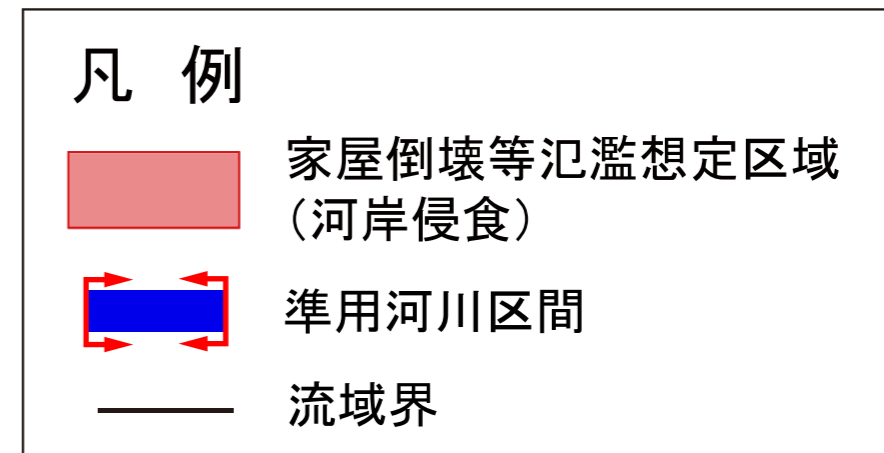 凡 例
家屋倒壊等氾濫想定区域
（河岸侵食）
準用河川区間
流域界